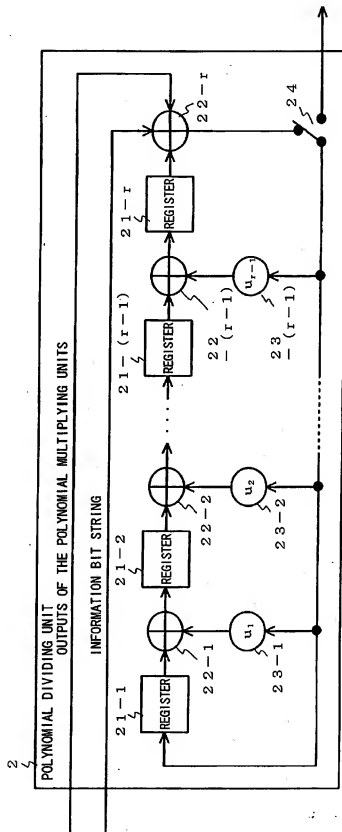 2
POLYNOMIAL DIVIDING UNIT
OUTPUTS OF THE POLYNOMIAL MULTIPLYING UNITS
INFORMATION BIT STRING
21-1
REGISTER
22-1
u1
23-1
21-2
REGISTER
22-2
u2
23-2
...
21-(r-1)
REGISTER
22-(r-1)
ur-1
23-(r-1)
21-r
REGISTER
22-r
24